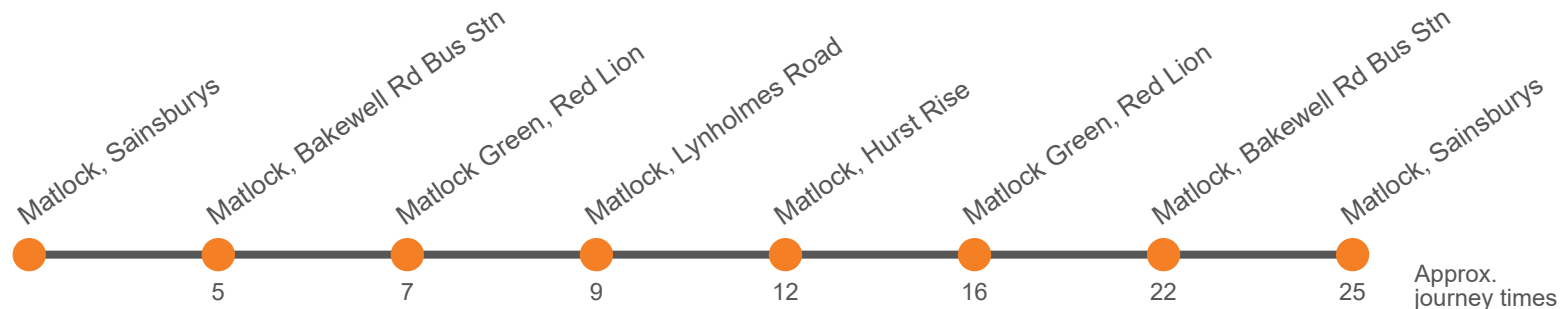 Matlock, Sainsburys
Matlock, Bakewell Rd Bus Stn
Matlock Green, Red Lion
Matlock, Lynholmes Road
Matlock, Hurst Rise
Matlock Green, Red Lion
Matlock, Bakewell Rd Bus Stn
Matlock, Sainsburys
5
7
9
12
16
22
25
Approx.
journey times